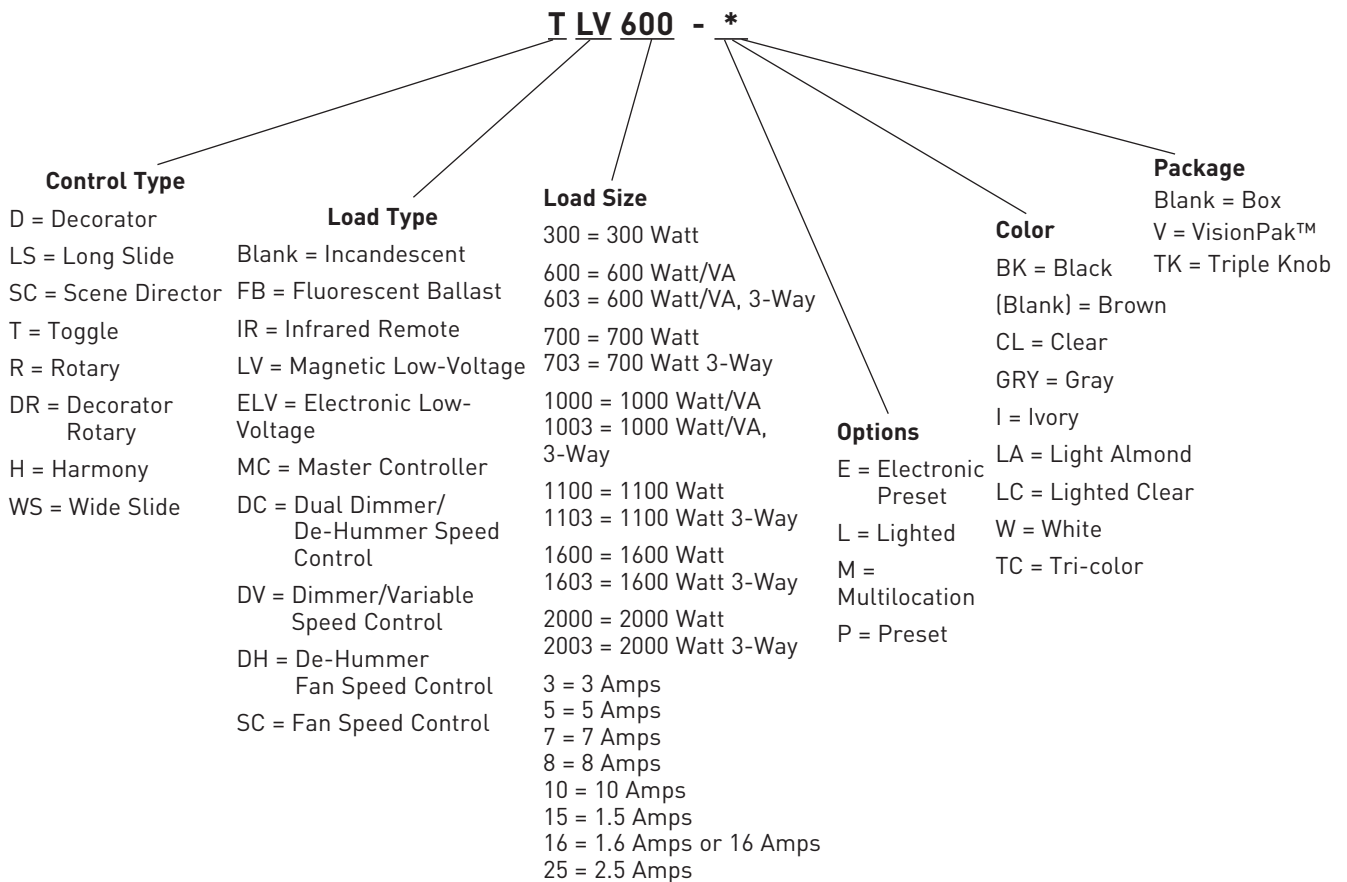 T LV 600 - *
Control Type
D = Decorator
LS = Long Slide
SC = Scene Director
T = Toggle
R = Rotary
DR = Decorator
Rotary
H = Harmony
WS = Wide Slide
Load Type
Blank = Incandescent
FB = Fluorescent Ballast
IR = Infrared Remote
LV = Magnetic Low-Voltage
ELV = Electronic Low-
Voltage
MC = Master Controller
DC = Dual Dimmer/
De-Hummer Speed
Control
DV = Dimmer/Variable
Speed Control
DH = De-Hummer
Fan Speed Control
SC = Fan Speed Control
Load Size
300 = 300 Watt
600 = 600 Watt/VA
603 = 600 Watt/VA, 3-Way
700 = 700 Watt
703 = 700 Watt 3-Way
1000 = 1000 Watt/VA
1003 = 1000 Watt/VA,
3-Way
1100 = 1100 Watt
1103 = 1100 Watt 3-Way
1600 = 1600 Watt
1603 = 1600 Watt 3-Way
2000 = 2000 Watt
2003 = 2000 Watt 3-Way
3 = 3 Amps
5 = 5 Amps
7 = 7 Amps
8 = 8 Amps
10 = 10 Amps
15 = 1.5 Amps
16 = 1.6 Amps or 16 Amps
25 = 2.5 Amps
Options
E = Electronic
Preset
L = Lighted
M =
Multilocation
P = Preset
Color
BK = Black
(Blank) = Brown
CL = Clear
GRY = Gray
I = Ivory
LA = Light Almond
LC = Lighted Clear
W = White
TC = Tri-color
Package
Blank = Box
V = VisionPak™
TK = Triple Knob